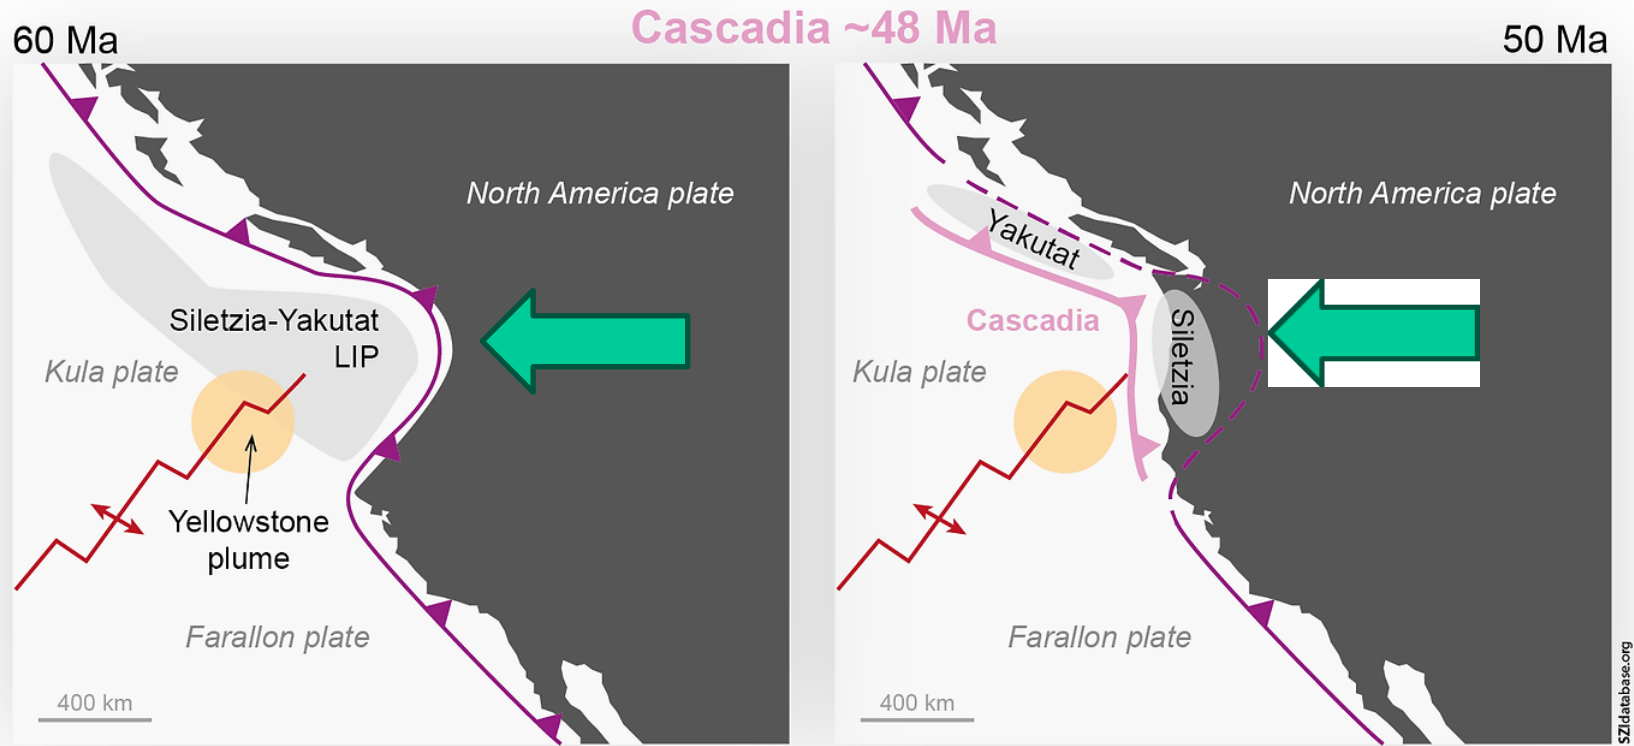 Cascadia ~48 Ma
60 Ma
50 Ma
North America plate
Siletzia-Yakutat
LIP
Kula plate
Yellowstone
plume
Farallon plate
400 km
North America plate
Yakutat
Cascadia
Siletzia
Kula plate
Farallon plate
400 km
SZIdatabase.org